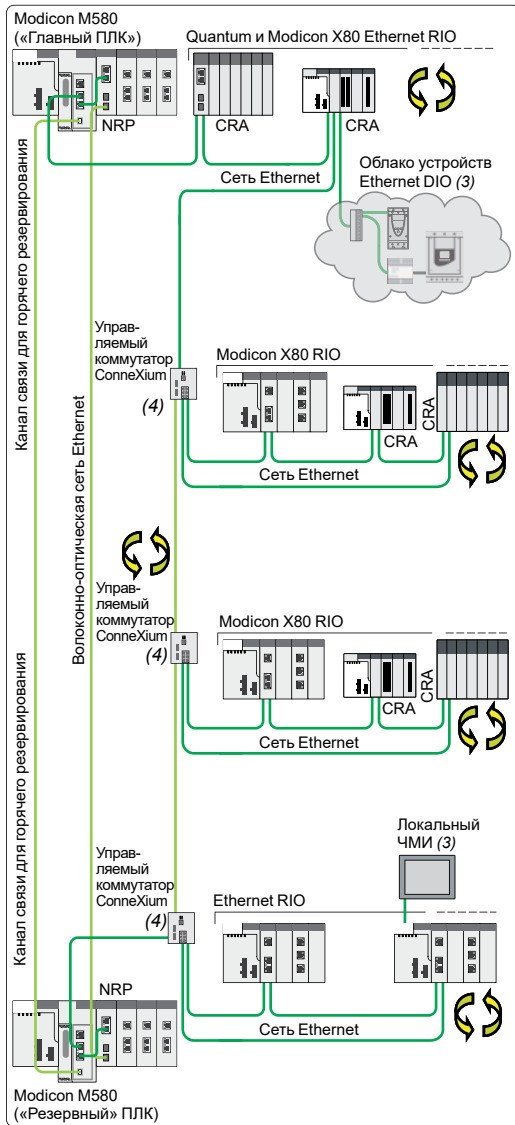 Modicon M580
(«Главный ПЛК»)
Quantum и Modicon X80 Ethernet RIO
NRP
CRA
CRA
Сеть Ethernet
Облако устройств
Ethernet DIO (3)
Канал связи для горячего резервирования
Волоконно-оптическая сеть Ethernet
Управ-
ляемый
коммутатор
ConneXium
(4)
Modicon X80 RIO
CRA
CRA
Сеть Ethernet
Управ-
ляемый
коммутатор
ConneXium
(4)
Modicon X80 RIO
CRA
CRA
Сеть Ethernet
Канал связи для горячего резервирования
Локальный
ЧМИ (3)
Управ-
ляемый
коммутатор
ConneXium
(4)
Ethernet RIO
NRP
Сеть Ethernet
Modicon M580
(«Резервный» ПЛК)